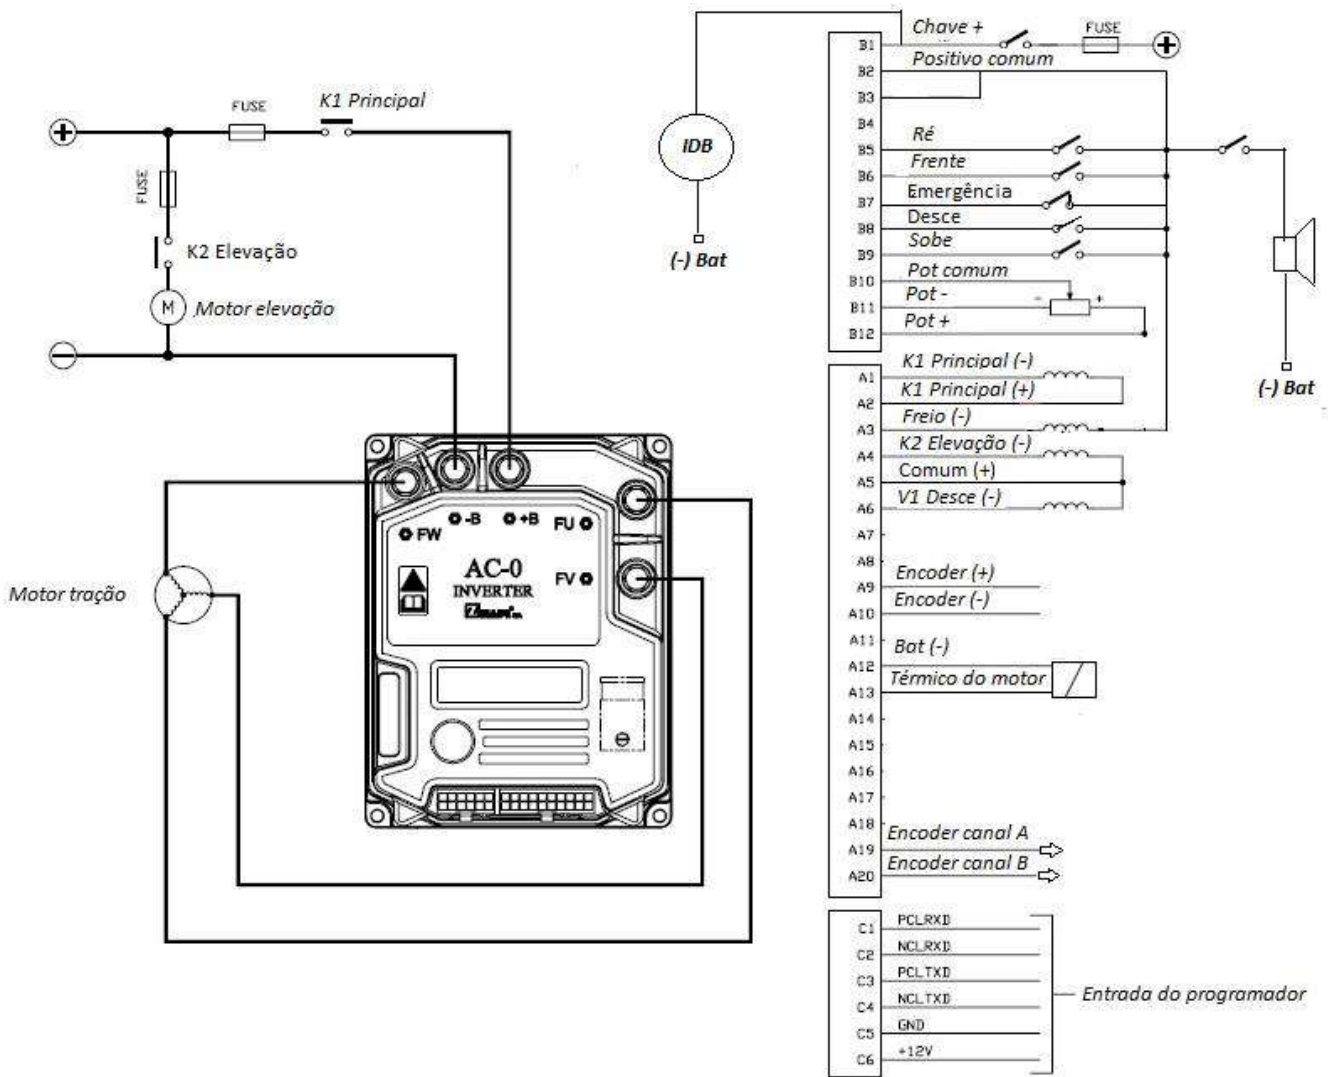 FUSE
K1 Principal
+
FUSE
K2 Elevação
M
Motor elevação
−
Motor tração
FW
-B
+B
FU
FV
AC-0
INVERTER
IDB
(-) Bat
B1 Chave + FUSE +
B2 Positivo comum
B3
B4
B5 Ré
B6 Frente
B7 Emergência
B8 Desce
B9 Sobe
B10 Pot comum
B11 Pot - - +
B12 Pot +
(-) Bat
A1 K1 Principal (-)
A2 K1 Principal (+)
A3 Freio (-)
A4 K2 Elevação (-)
A5 Comum (+)
A6 V1 Desce (-)
A7
A8
A9 Encoder (+)
A10 Encoder (-)
A11
A12 Bat (-)
A13 Térmico do motor
A14
A15
A16
A17
A18
A19 Encoder canal A
A20 Encoder canal B
C1 PCLRXD
C2 NCLRXD
C3 PCLTXD
C4 NCLTXD
C5 GND
C6 +12V
Entrada do programador